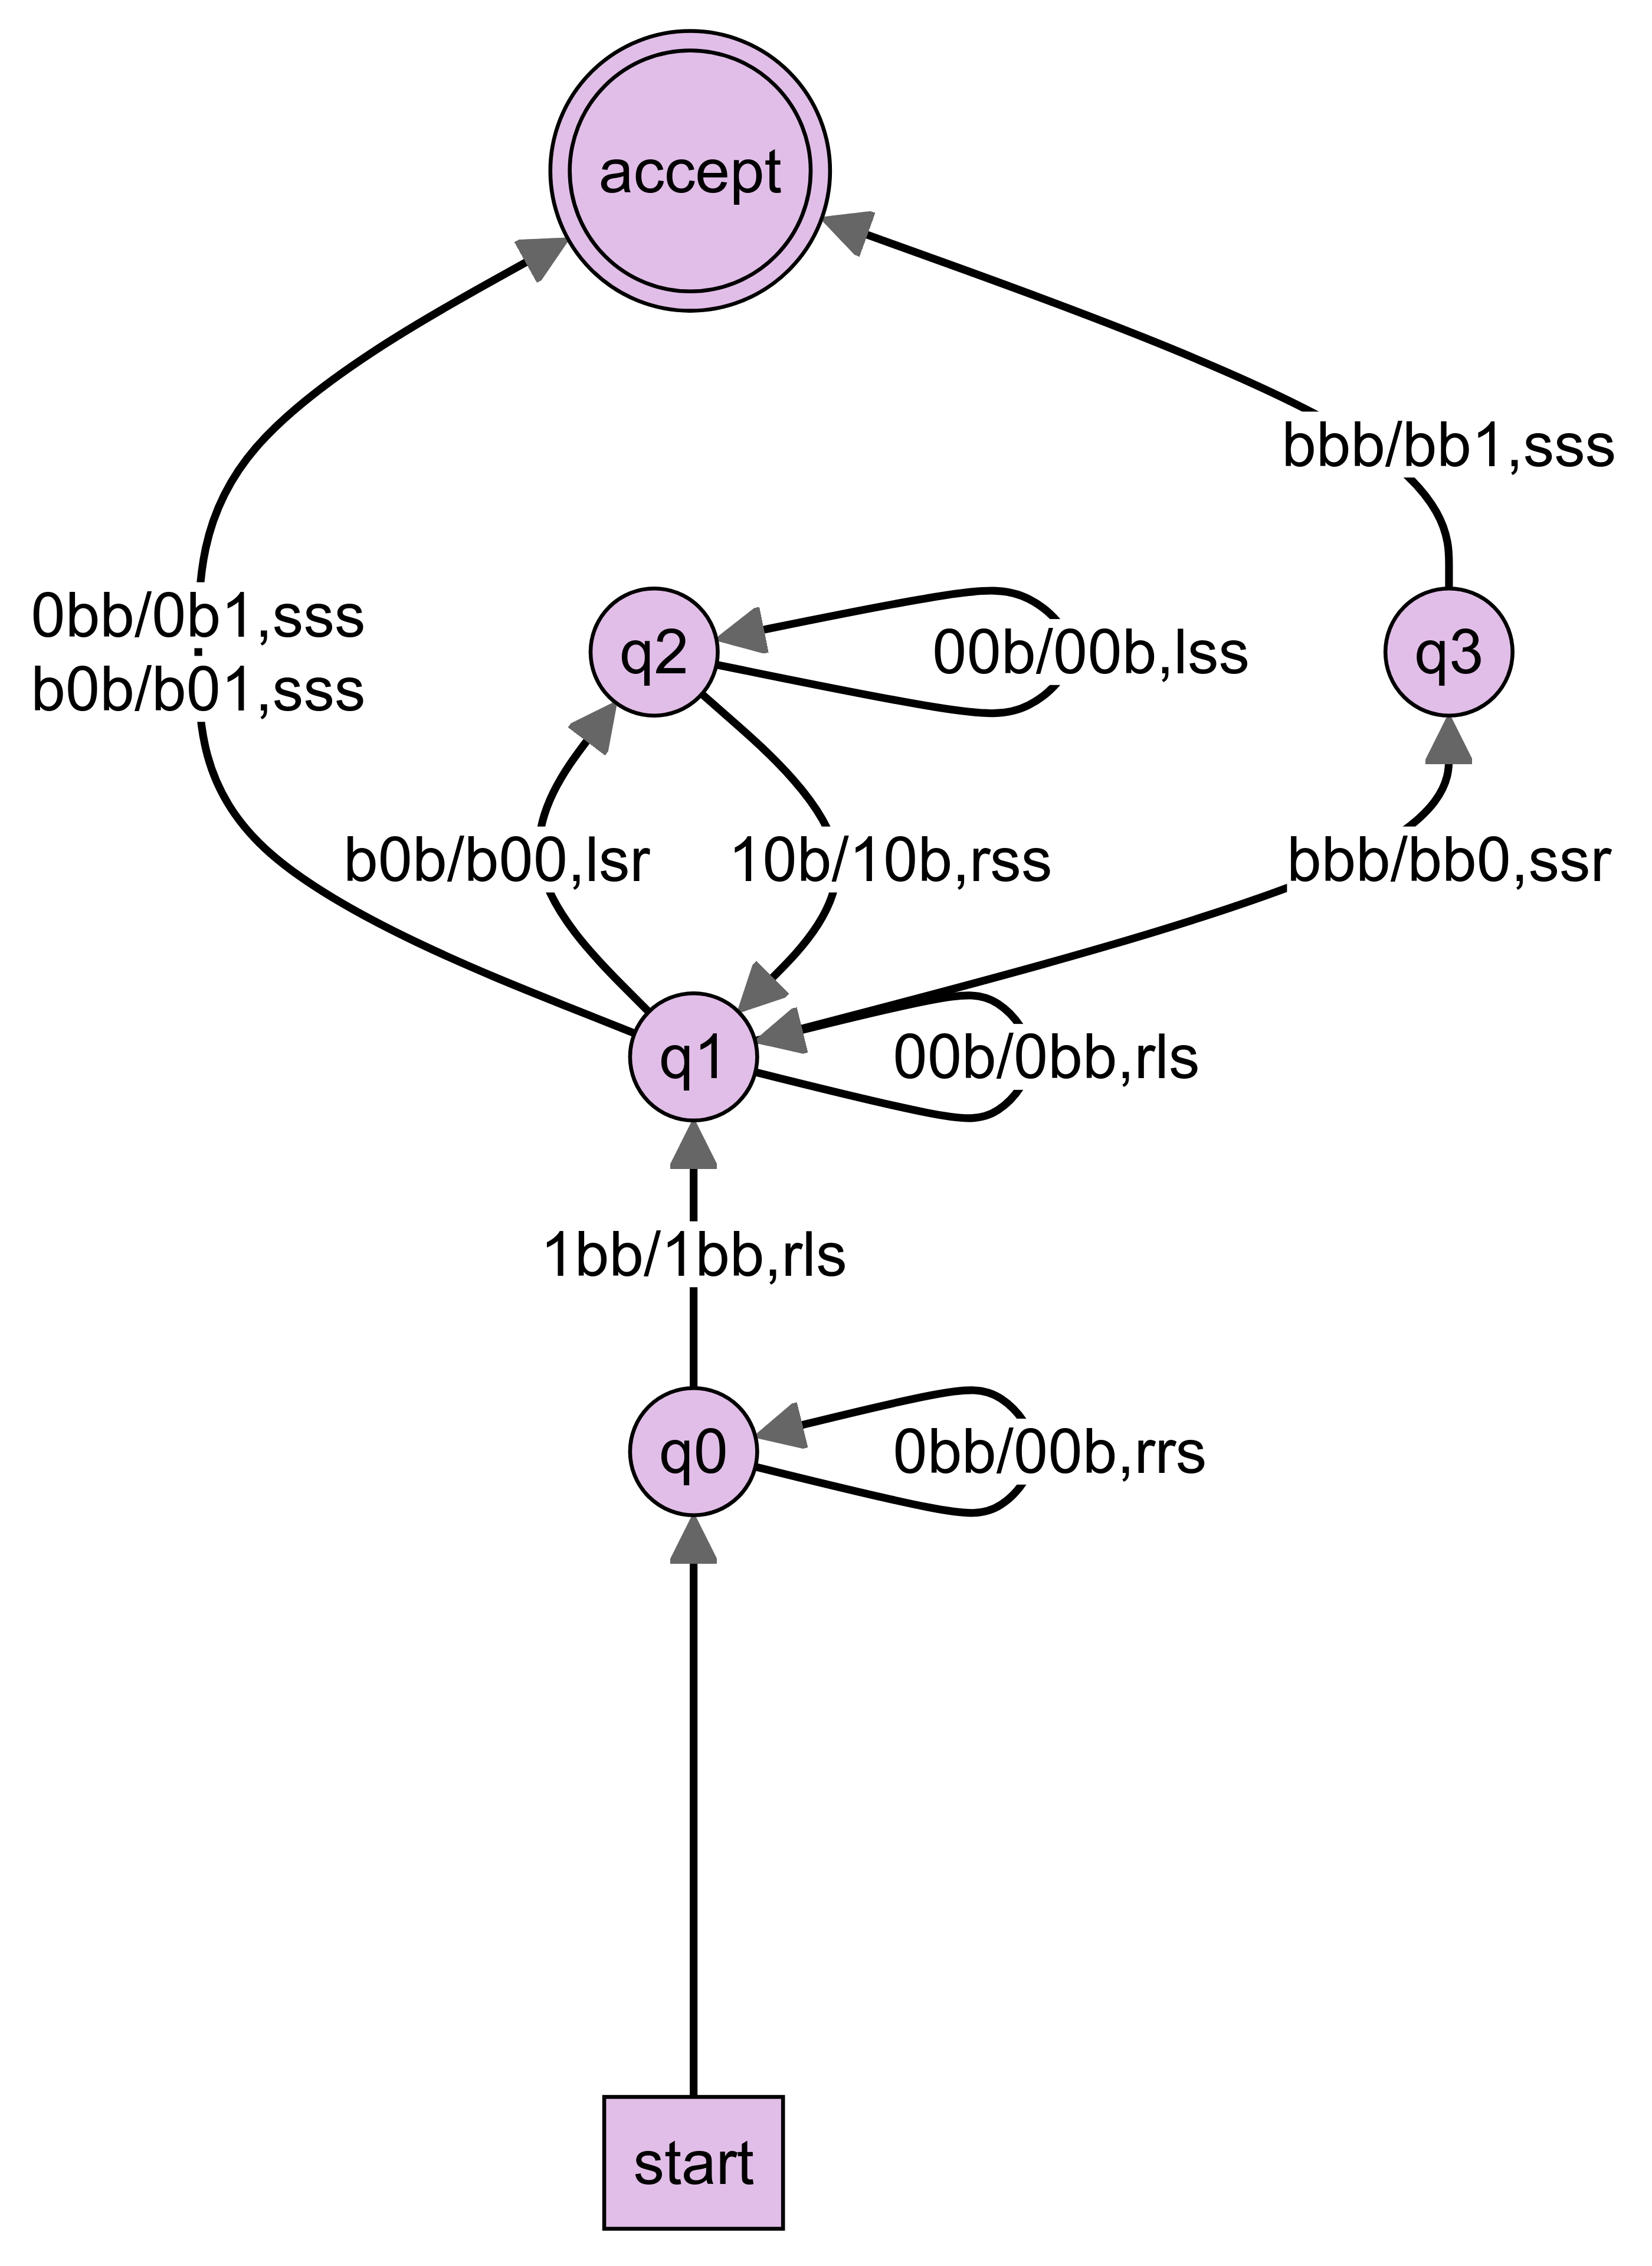 accept
bbb/bb1,sss
0bb/0b1,sss
b0b/b01,sss
q2
00b/00b,lss
q3
b0b/b00,lsr
10b/10b,rss
bbb/bb0,ssr
q1
00b/0bb,rls
1bb/1bb,rls
q0
0bb/00b,rrs
start